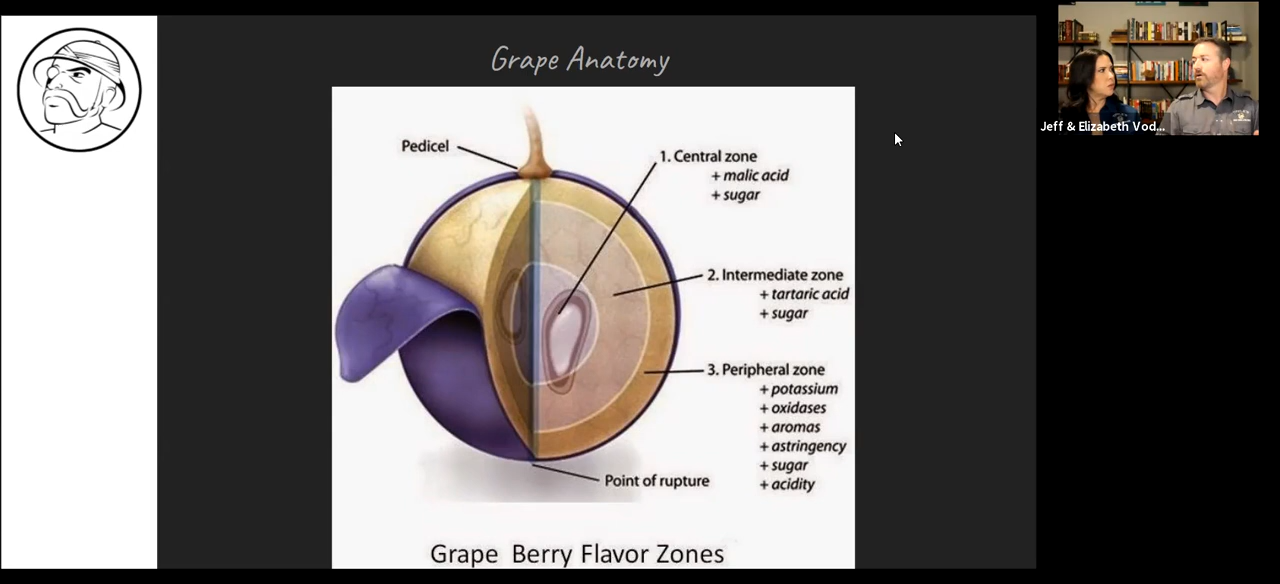 Grape Anatomy
Jeff & Elizabeth Vod...
Pedicel
1. Central zone
+ malic acid
+ sugar
2. Intermediate zone
+ tartaric acid
+ sugar
3. Peripheral zone
+ potassium
+ oxidases
+ aromas
+ astringency
+ sugar
+ acidity
Point of rupture
Grape Berry Flavor Zones